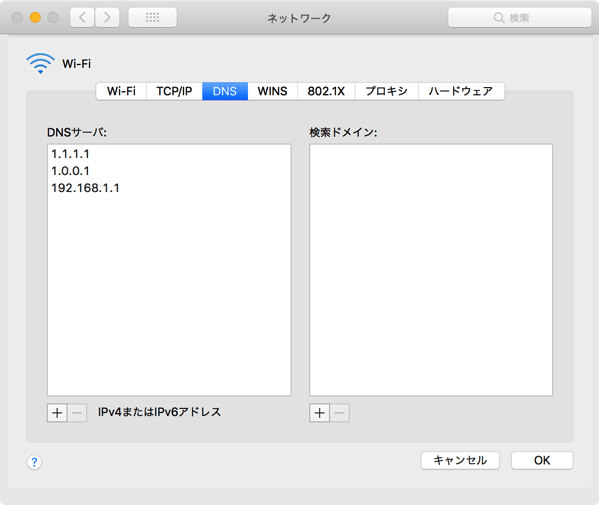 ネットワーク
検索
Wi-Fi
Wi-Fi TCP/IP DNS WINS 802.1X プロキシ ハードウェア
DNSサーバ: 検索ドメイン:
1.1.1.1
1.0.0.1
192.168.1.1
+ − IPv4またはIPv6アドレス + −
? キャンセル OK